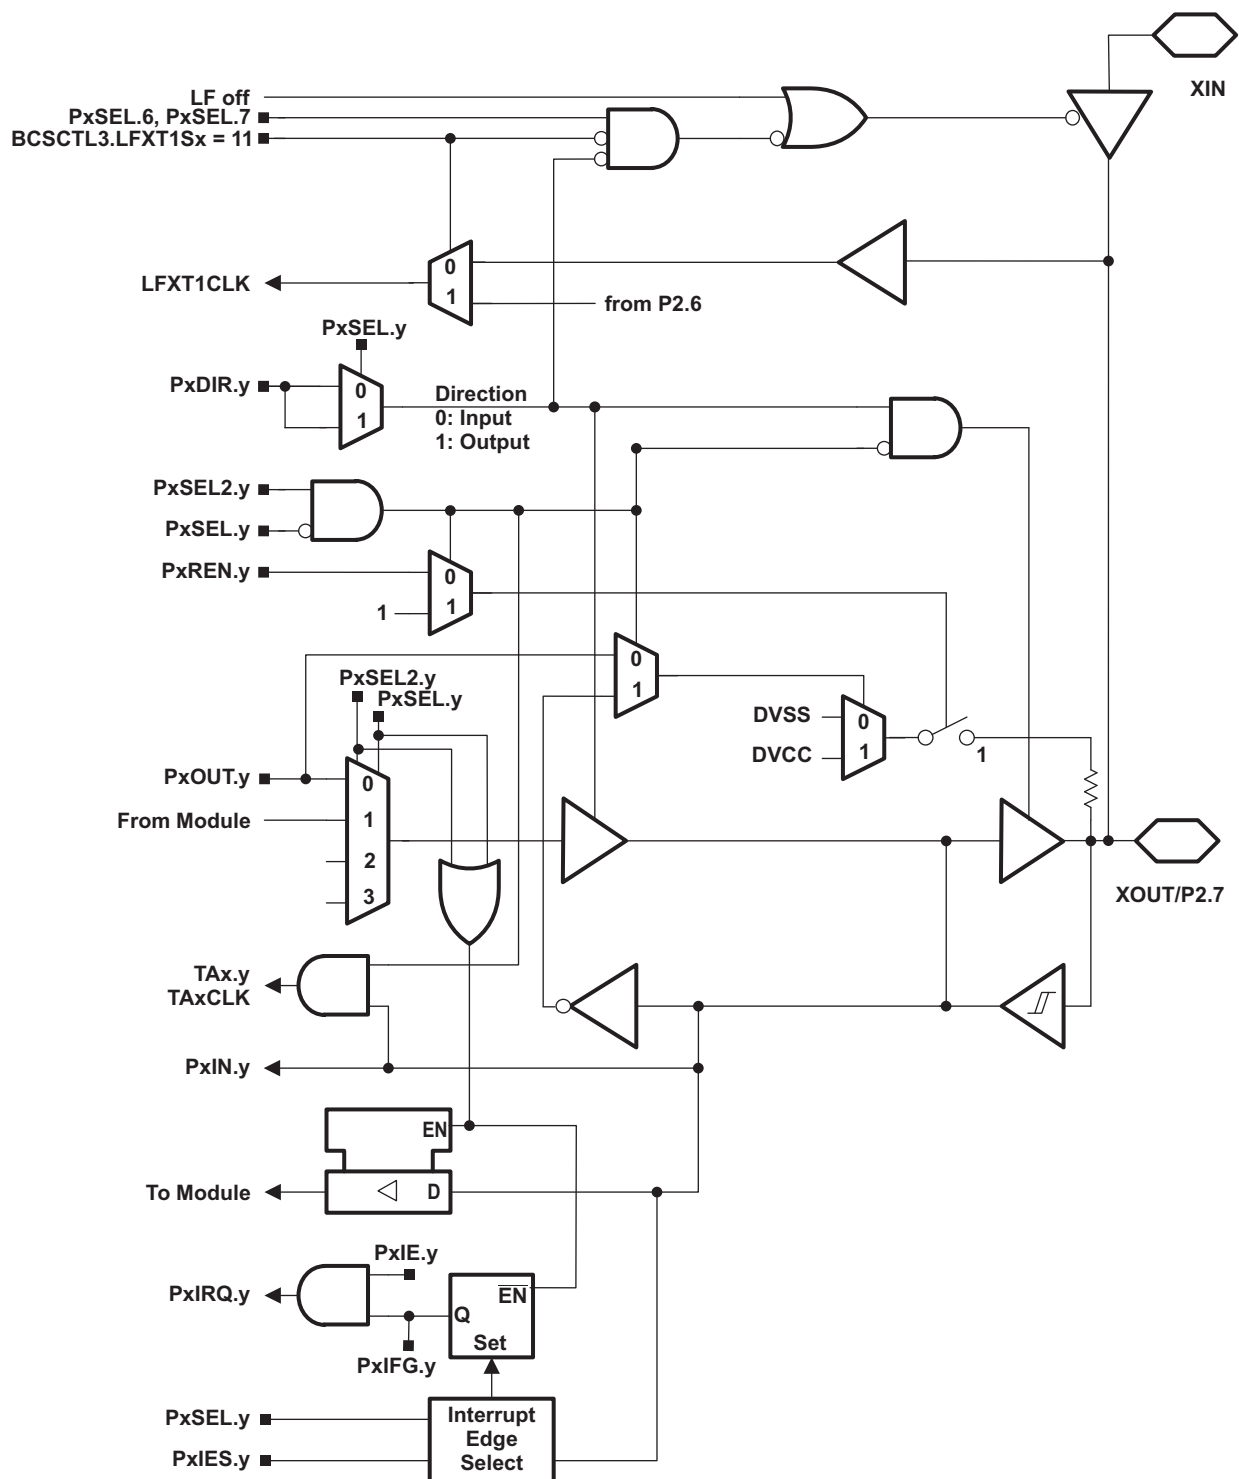 XIN
LF off
PxSEL.6, PxSEL.7
BCSCTL3.LFXT1Sx = 11
0
LFXT1CLK
1
from P2.6
PxSEL.y
PxDIR.y
0
1
Direction
0: Input
1: Output
PxSEL2.y
PxSEL.y
PxREN.y
0
1
1
0
1
PxSEL2.y
PxSEL.y
DVSS
0
DVCC
1
1
PxOUT.y
0
From Module
1
2
3
XOUT/P2.7
TAx.y
TAxCLK
PxIN.y
EN
To Module
D
PxIE.y
PxIRQ.y
EN
Q
Set
PxIFG.y
PxSEL.y
PxIES.y
Interrupt
Edge
Select